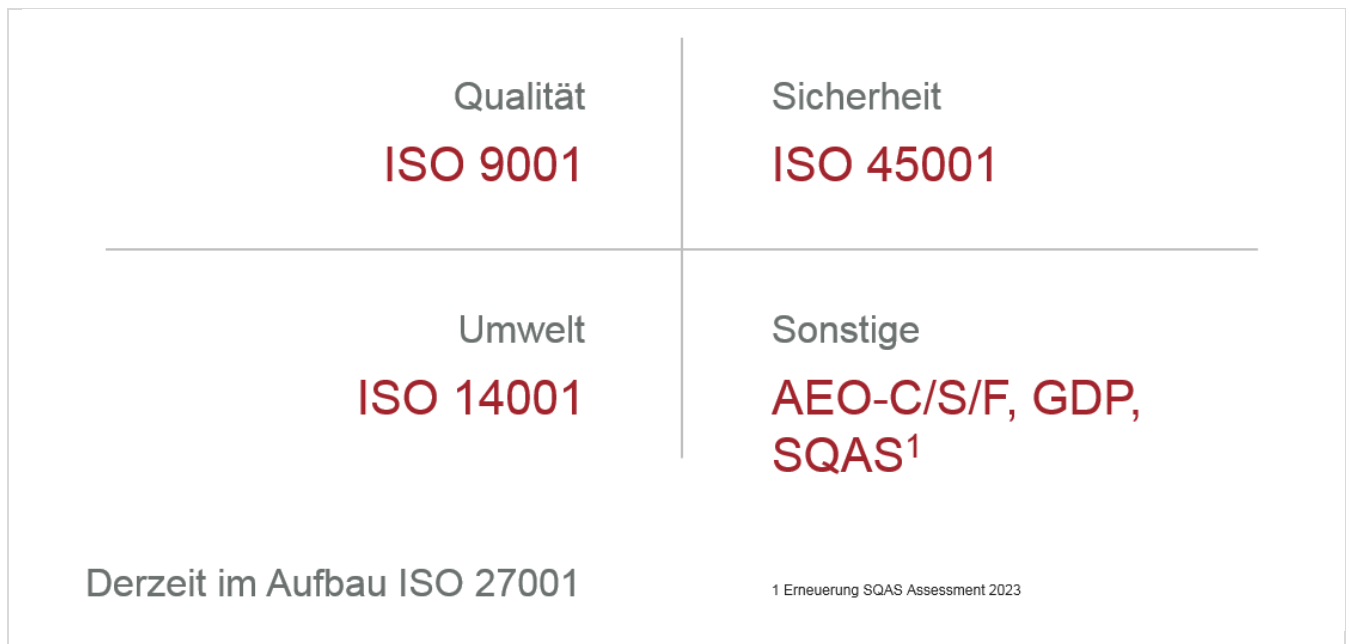 Qualität
ISO 9001
Sicherheit
ISO 45001
Umwelt
ISO 14001
Sonstige
AEO-C/S/F, GDP,
SQAS¹
Derzeit im Aufbau ISO 27001
1 Erneuerung SQAS Assessment 2023